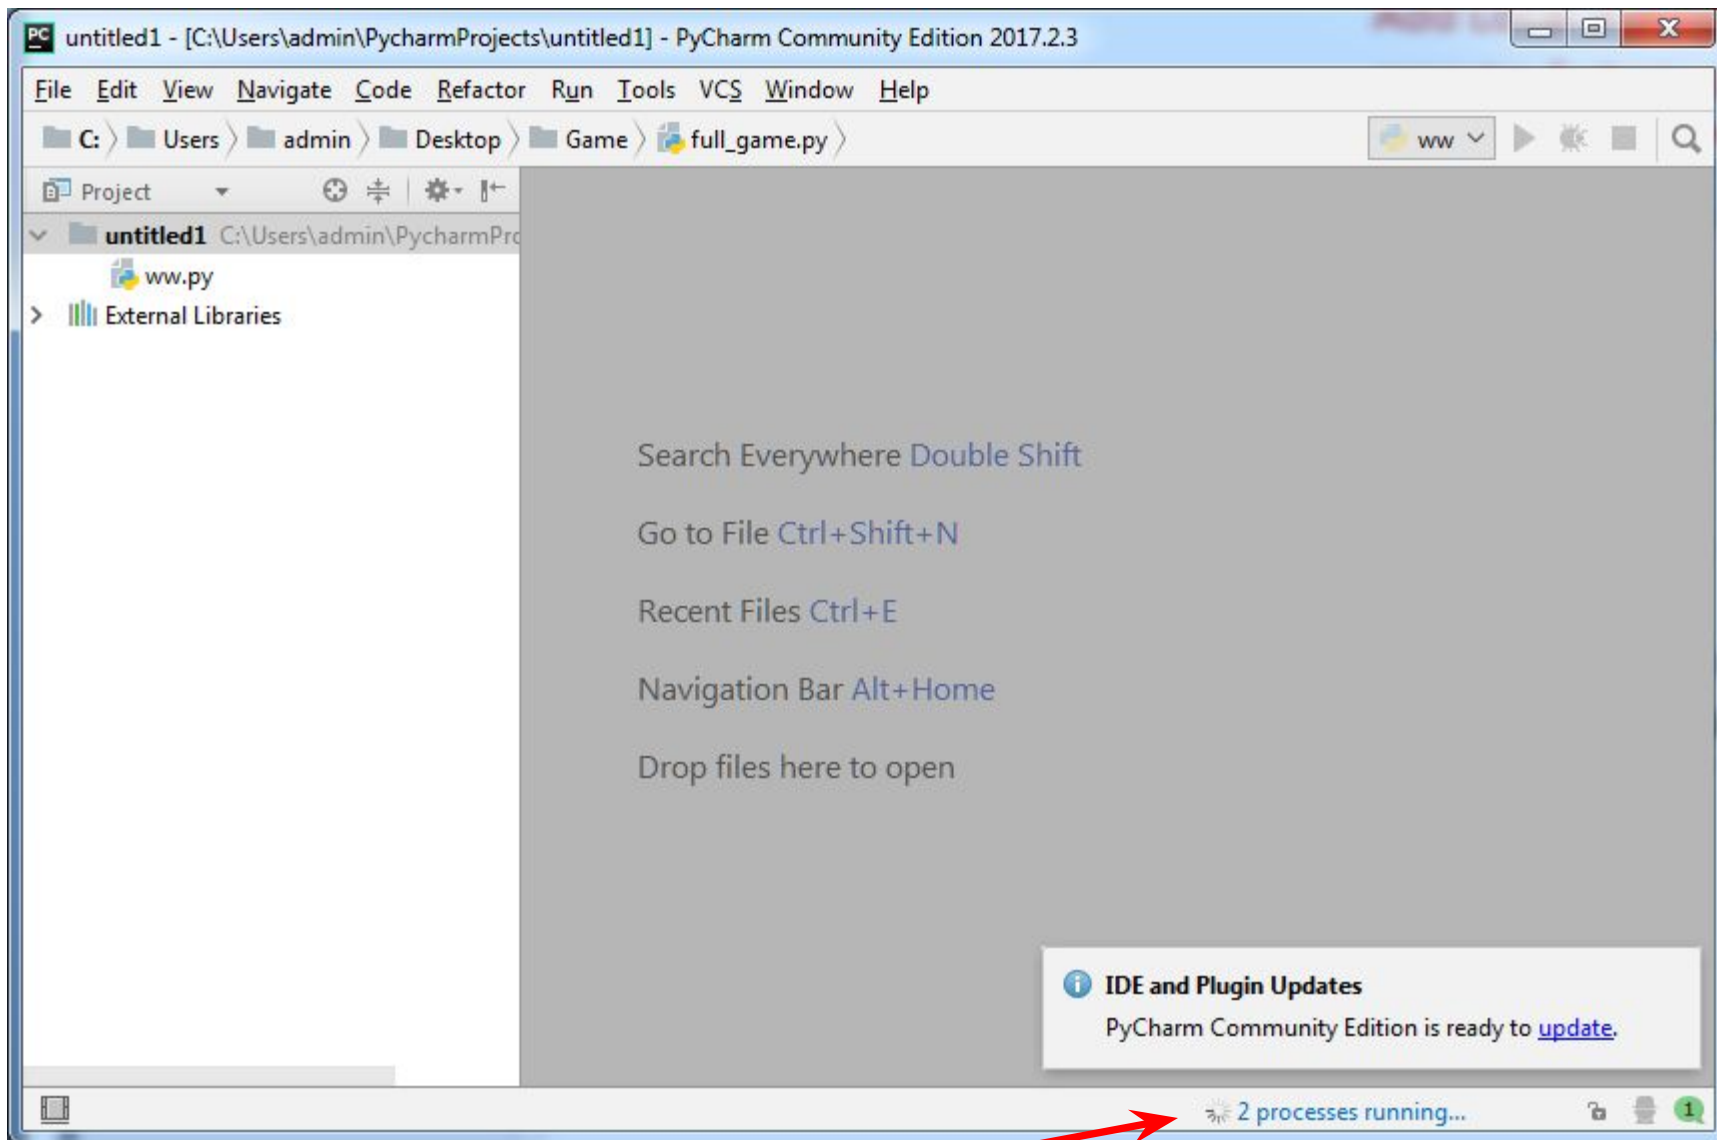 PC untitled1 - [C:\Users\admin\PycharmProjects\untitled1] - PyCharm Community Edition 2017.2.3
File Edit View Navigate Code Refactor Run Tools VCS Window Help
C: Users admin Desktop Game full_game.py ww
Project
untitled1 C:\Users\admin\PycharmPro
ww.py
External Libraries
Search Everywhere Double Shift
Go to File Ctrl+Shift+N
Recent Files Ctrl+E
Navigation Bar Alt+Home
Drop files here to open
IDE and Plugin Updates
PyCharm Community Edition is ready to update.
2 processes running... 1